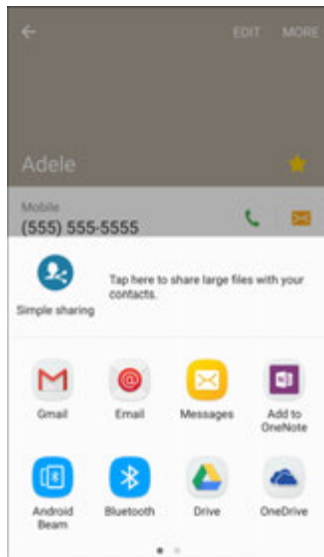 EDIT MORE
Adele
Mobile
(555) 555-5555
Tap here to share large files with your
contacts.
Simple sharing
Gmail Email Messages Add to
OneNote
Android
Beam Bluetooth Drive OneDrive